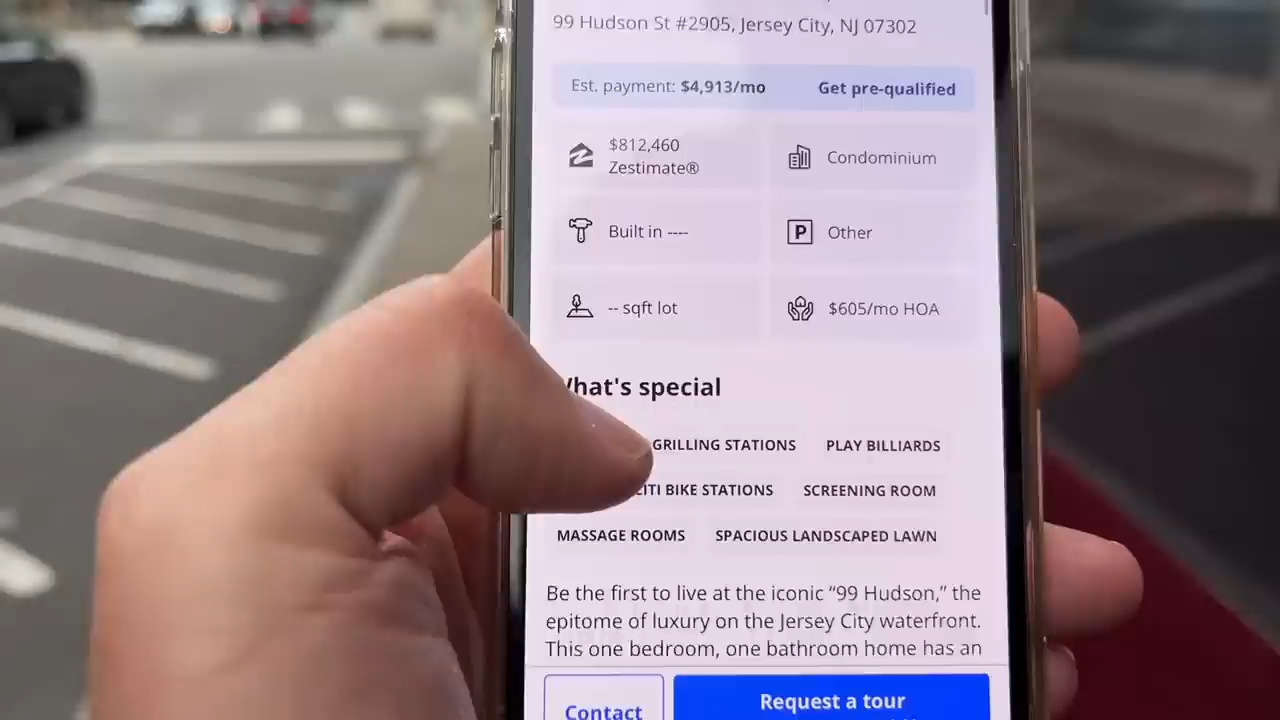 99 Hudson St #2905, Jersey City, NJ 07302
Est. payment: $4,913/mo Get pre-qualified
$812,460
Zestimate®
Condominium
Built in ----
Other
-- sqft lot
$605/mo HOA
What's special
GRILLING STATIONS PLAY BILLIARDS
BIKE STATIONS SCREENING ROOM
MASSAGE ROOMS SPACIOUS LANDSCAPED LAWN
Be the first to live at the iconic “99 Hudson,” the
epitome of luxury on the Jersey City waterfront.
This one bedroom, one bathroom home has an
Contact Request a tour